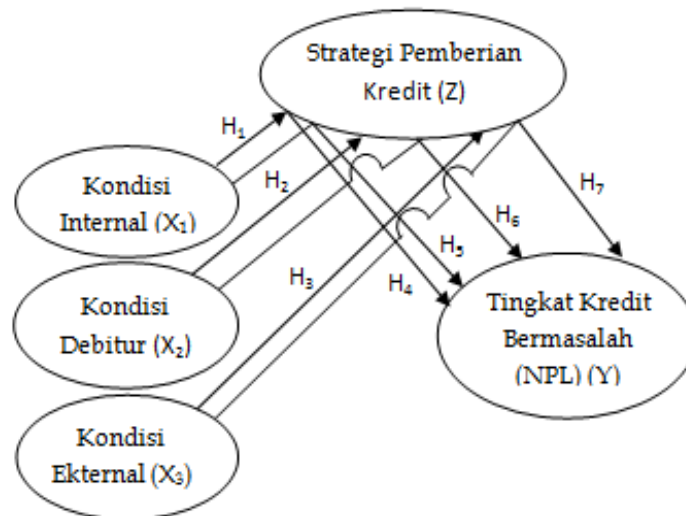 Strategi Pemberian
Kredit (Z)
H₁
Kondisi
Internal (X₁)
H₂
H₇
H₆
H₅
H₃
H₄
Kondisi
Debitur (X₂)
Tingkat Kredit
Bermasalah
(NPL) (Y)
Kondisi
Ekternal (X₃)